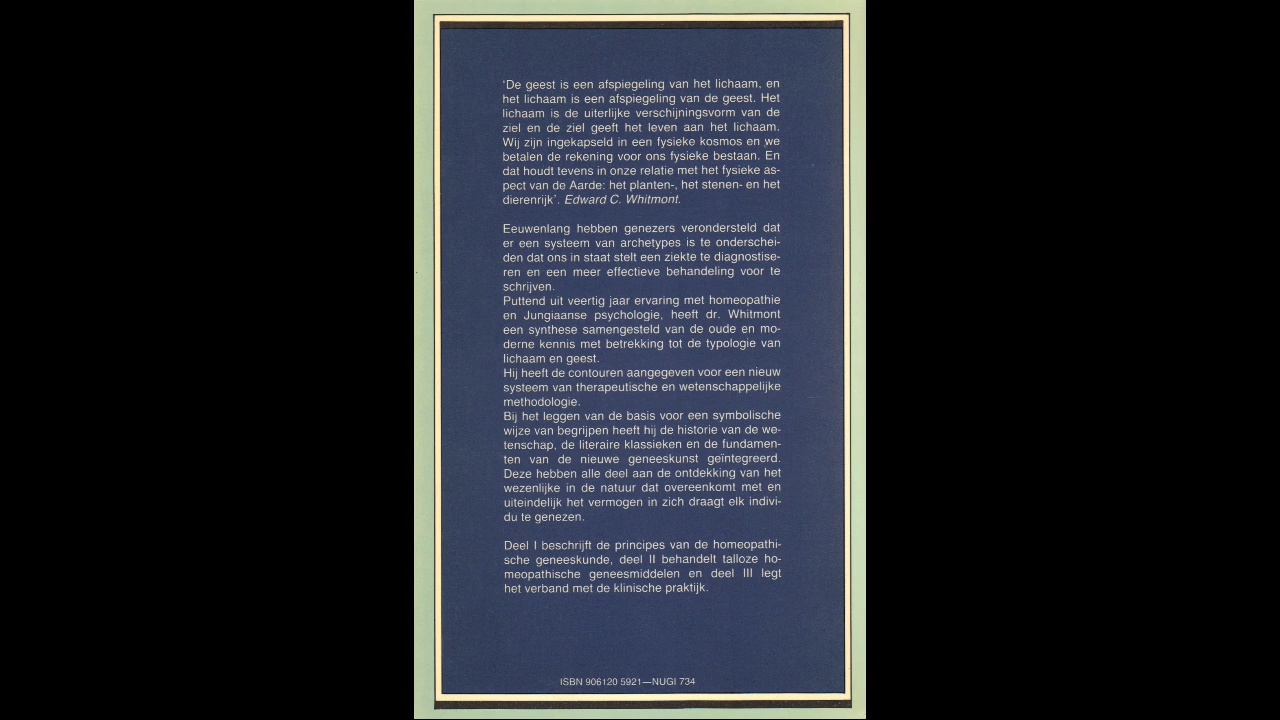 'De geest is een afspiegeling van het lichaam, en
het lichaam is een afspiegeling van de geest. Het
lichaam is de uiterlijke verschijningsvorm van de
ziel en de ziel geeft het leven aan het lichaam.
Wij zijn ingekapseld in een fysieke kosmos en we
betalen de rekening voor ons fysieke bestaan. En
dat houdt tevens in onze relatie met het fysieke as-
pect van de Aarde: het planten-, het stenen- en het
dierenrijk'. Edward C. Whitmont.
Eeuwenlang hebben genezers verondersteld dat
er een systeem van archetypes is te onderschei-
den dat ons in staat stelt een ziekte te diagnostise-
ren en een meer effectieve behandeling voor te
schrijven.
Puttend uit veertig jaar ervaring met homeopathie
en Jungiaanse psychologie, heeft dr. Whitmont
een synthese samengesteld van de oude en mo-
derne kennis met betrekking tot de typologie van
lichaam en geest.
Hij heeft de contouren aangegeven voor een nieuw
systeem van therapeutische en wetenschappelijke
methodologie.
Bij het leggen van de basis voor een symbolische
wijze van begrijpen heeft hij de historie van de we-
tenschap, de literaire klassieken en de fundamen-
ten van de nieuwe geneeskunst geïntegreerd.
Deze hebben alle deel aan de ontdekking van het
wezenlijke in de natuur dat overeenkomt met en
uiteindelijk het vermogen in zich draagt elk indivi-
du te genezen.
Deel I beschrijft de principes van de homeopathi-
sche geneeskunde, deel II behandelt talloze ho-
meopathische geneesmiddelen en deel III legt
het verband met de klinische praktijk.
ISBN 906120 5921—NUGI 734